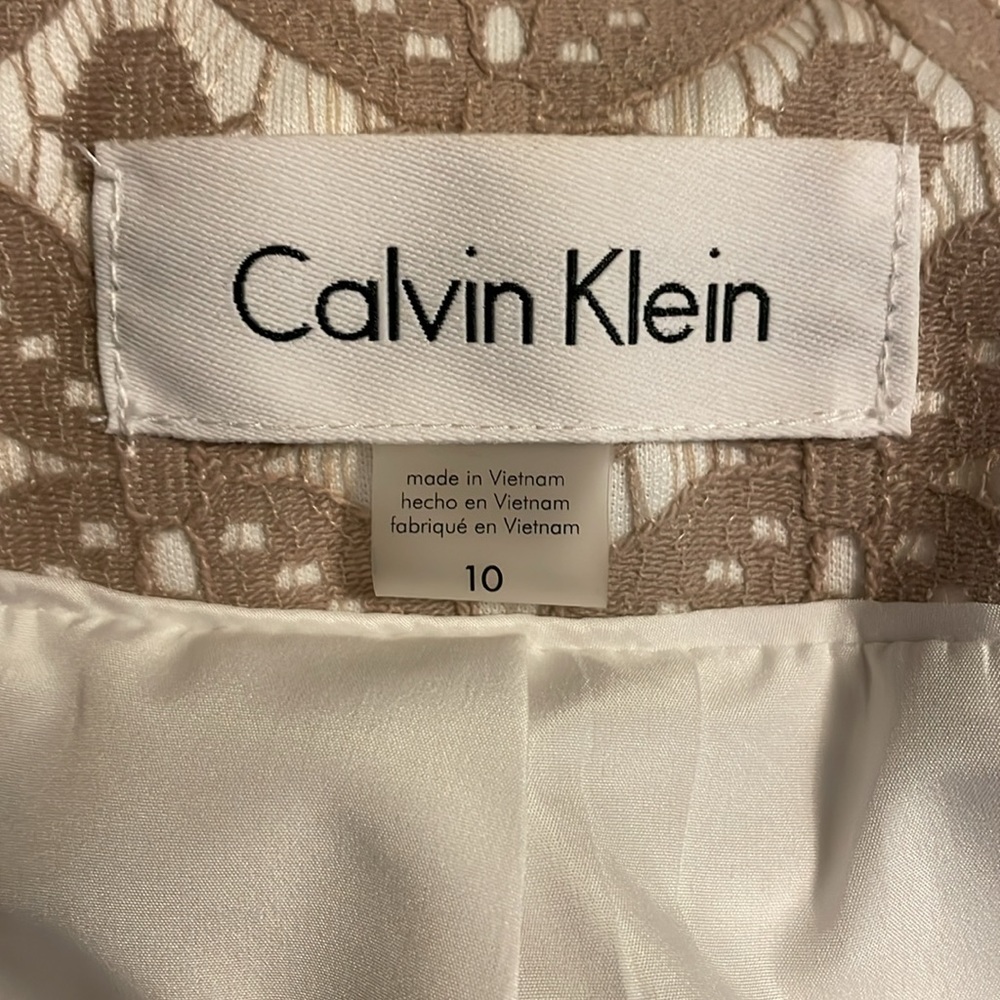 Calvin Klein
made in Vietnam
hecho en Vietnam
fabriqué en Vietnam
10